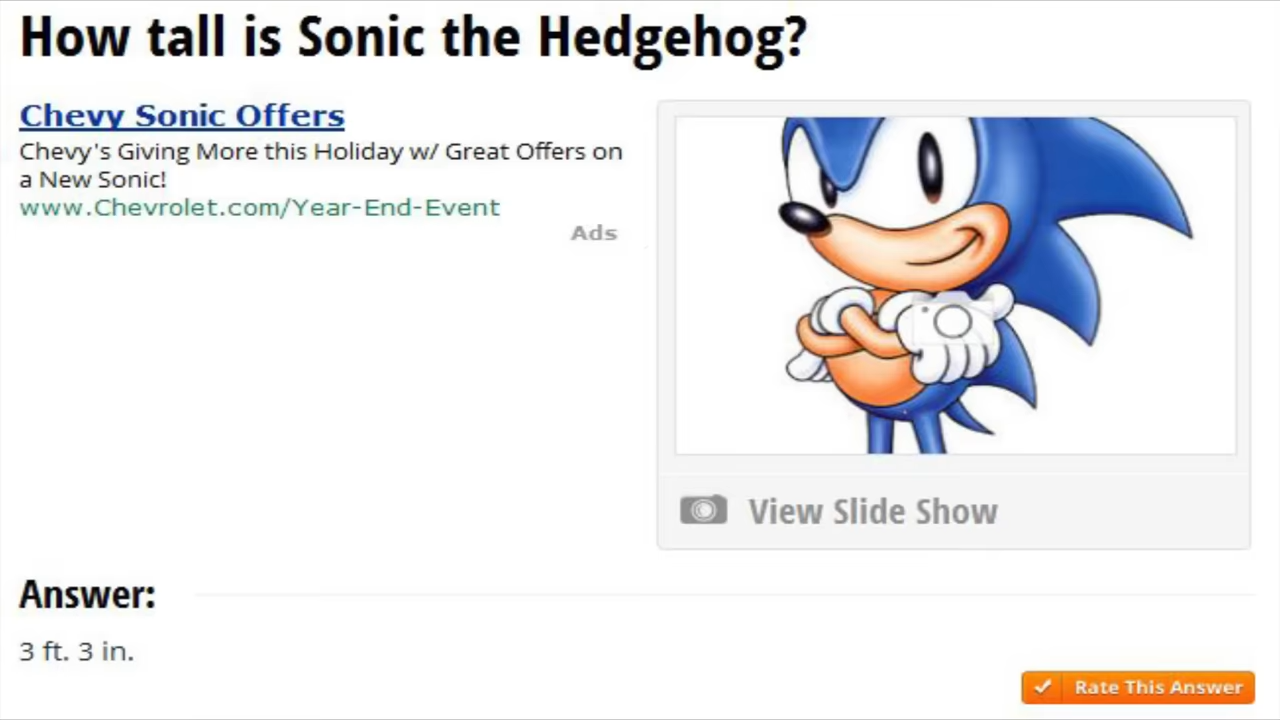 How tall is Sonic the Hedgehog?
Chevy Sonic Offers
Chevy's Giving More this Holiday w/ Great Offers on
a New Sonic!
www.Chevrolet.com/Year-End-Event
Ads
View Slide Show
Answer:
3 ft. 3 in.
Rate This Answer